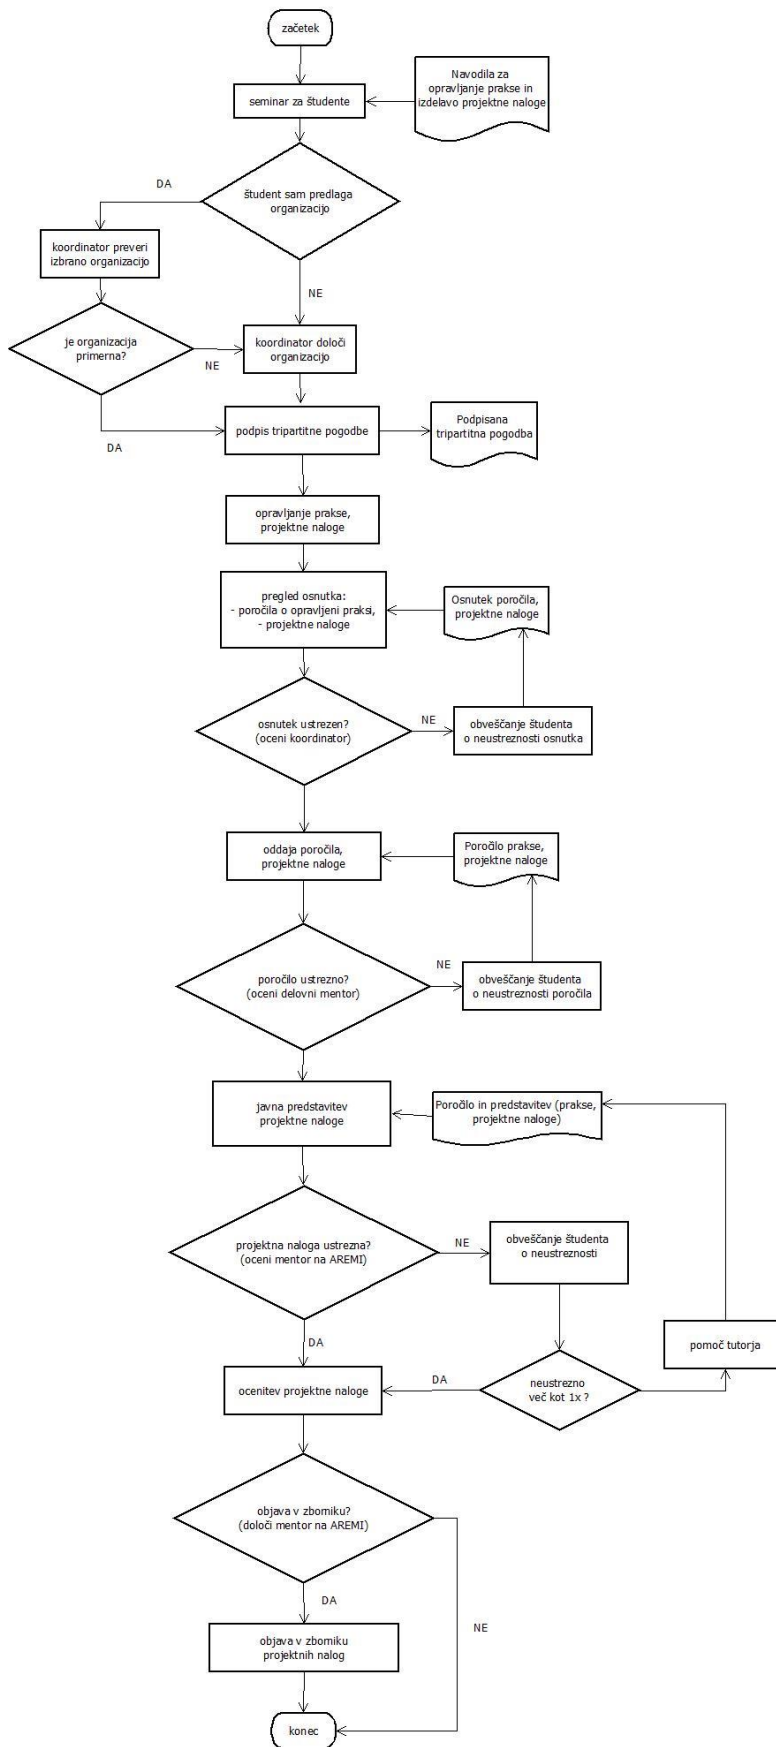 začetek
seminar za študente
Navodila za
opravljanje prakse in
izdelavo projektne naloge
DA
študent sam predlaga
organizacijo
koordinator preveri
izbrano organizacijo
NE
je organizacija
primerna?
NE
koordinator določi
organizacijo
DA
podpis tripartitne pogodbe
Podpisana
tripartitna pogodba
opravljanje prakse,
projektne naloge
pregled osnutka:
- poročila o opravljeni praksi,
- projektne naloge
Osnutek poročila,
projektne naloge
osnutek ustrezen?
(oceni koordinator)
NE
obveščanje študenta
o neustreznosti osnutka
oddaja poročila,
projektne naloge
Poročilo prakse,
projektne naloge
poročilo ustrezno?
(oceni delovni mentor)
NE
obveščanje študenta
o neustreznosti poročila
javna predstavitev
projektne naloge
Poročilo in predstavitev (prakse,
projektne naloge)
projektna naloga ustrezna?
(oceni mentor na AREMI)
NE
obveščanje študenta
o neustreznosti
DA
pomoč tutorja
ocenitev projektne naloge
DA
neustrezno
več kot 1x ?
objava v zborniku?
(določi mentor na AREMI)
DA
NE
objava v zborniku
projektnih nalog
konec